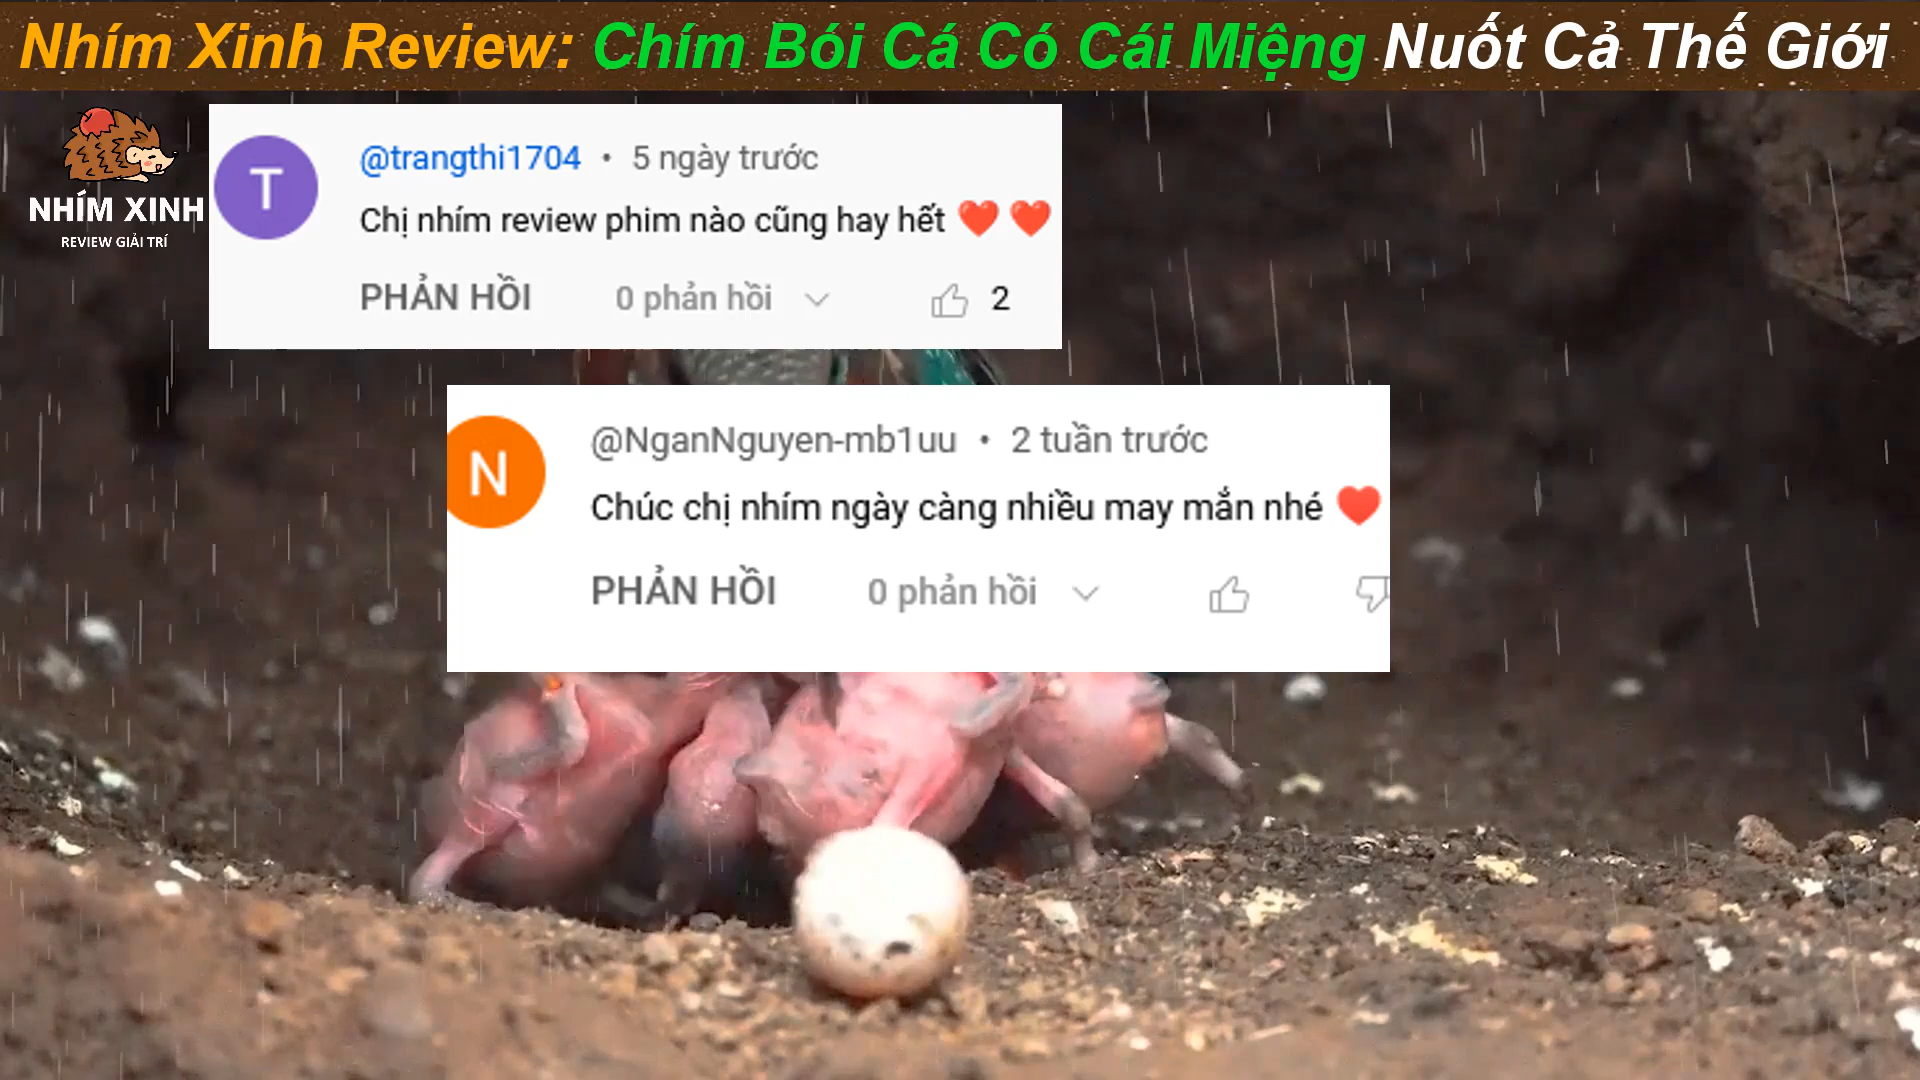 Nhím Xinh Review: Chím Bói Cá Có Cái Miệng Nuốt Cả Thế Giới
NHÍM XINH
REVIEW GIẢI TRÍ
T
@trangthi1704 • 5 ngày trước
Chị nhím review phim nào cũng hay hết ❤️❤️
PHẢN HỒI 0 phản hồi 2
N
@NganNguyen-mb1uu • 2 tuần trước
Chúc chị nhím ngày càng nhiều may mắn nhé ❤️
PHẢN HỒI 0 phản hồi